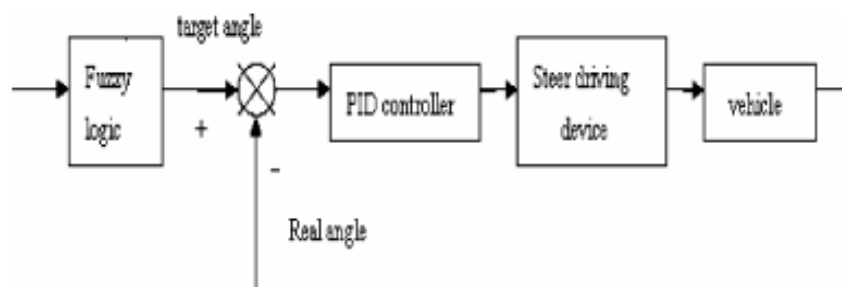 target angle
Fuzzy
logic
+
-
PID controller
Steer driving
device
vehicle
Real angle